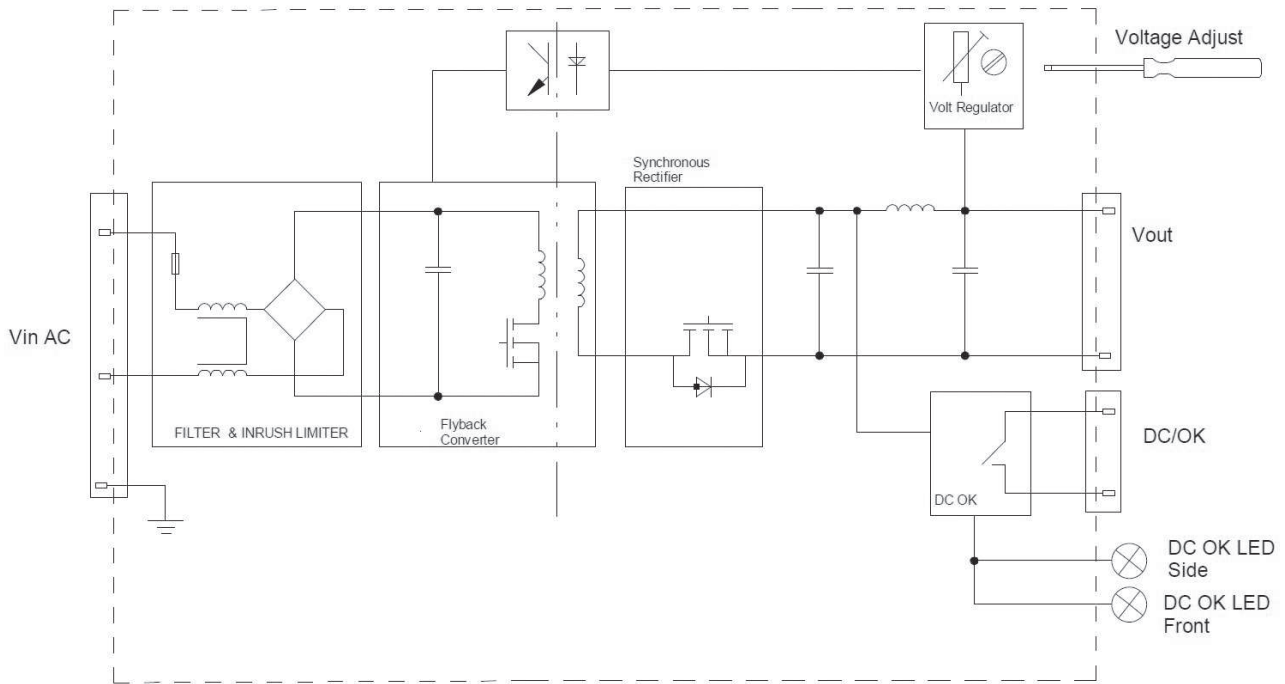 Voltage Adjust
Volt Regulator
Synchronous
Rectifier
Vout
Vin AC
FILTER & INRUSH LIMITER
Flyback
Converter
DC/OK
DC OK
DC OK LED
Side
DC OK LED
Front